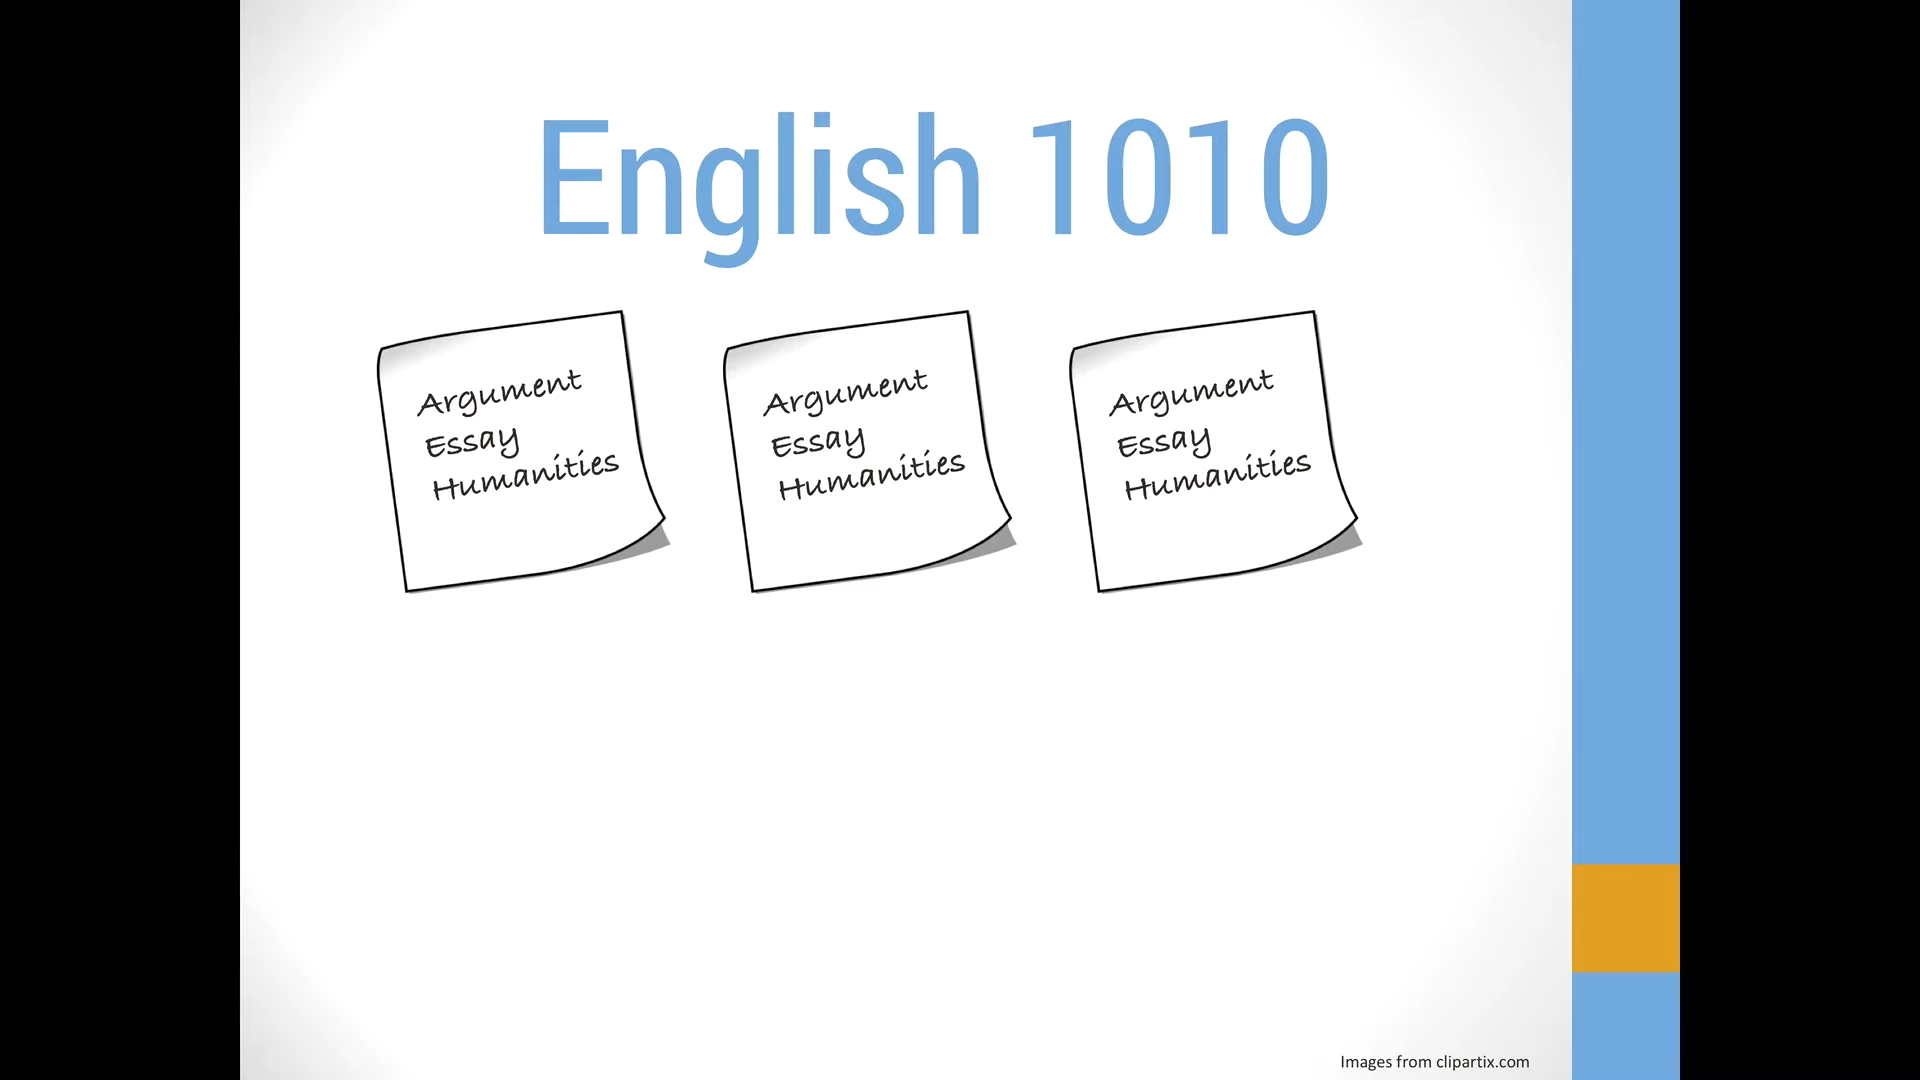 English 1010
Argument
Essay
Humanities
Argument
Essay
Humanities
Argument
Essay
Humanities
Images from clipartix.com